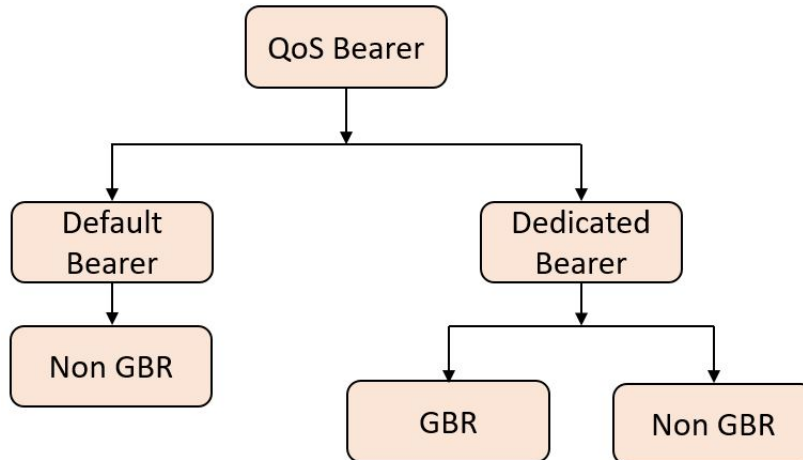 QoS Bearer
Default
Bearer
Dedicated
Bearer
Non GBR
GBR
Non GBR